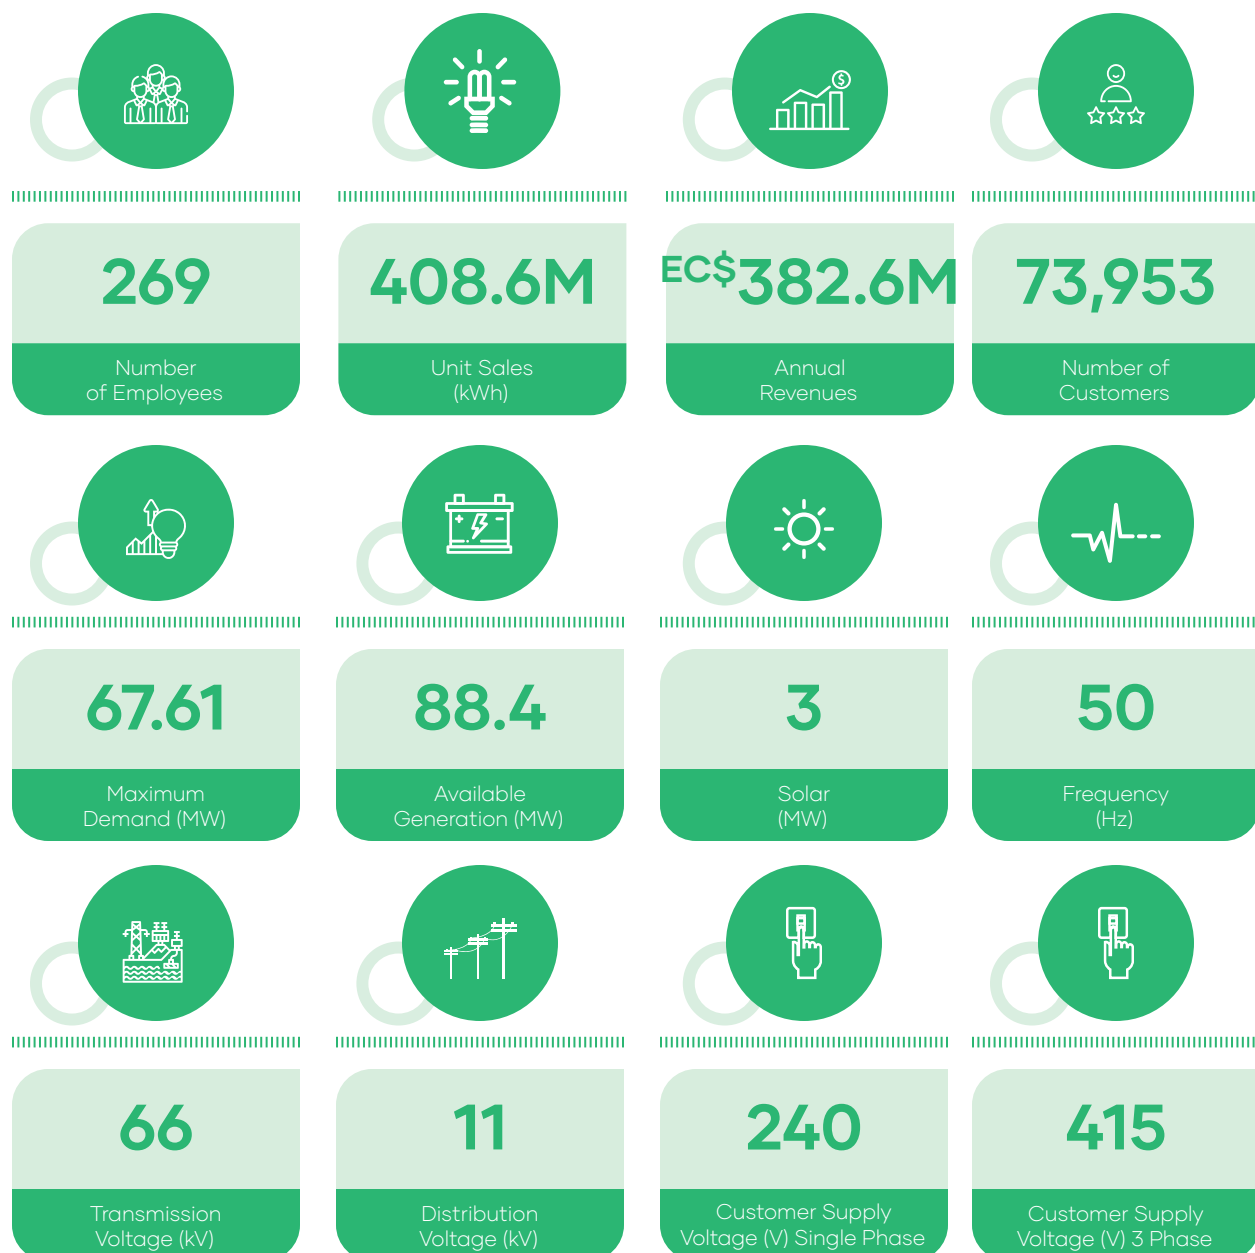 269
Number
of Employees
408.6M
Unit Sales
(kWh)
EC$382.6M
Annual
Revenues
73,953
Number of
Customers
67.61
Maximum
Demand (MW)
88.4
Available
Generation (MW)
3
Solar
(MW)
50
Frequency
(Hz)
66
Transmission
Voltage (kV)
11
Distribution
Voltage (kV)
240
Customer Supply
Voltage (V) Single Phase
415
Customer Supply
Voltage (V) 3 Phase